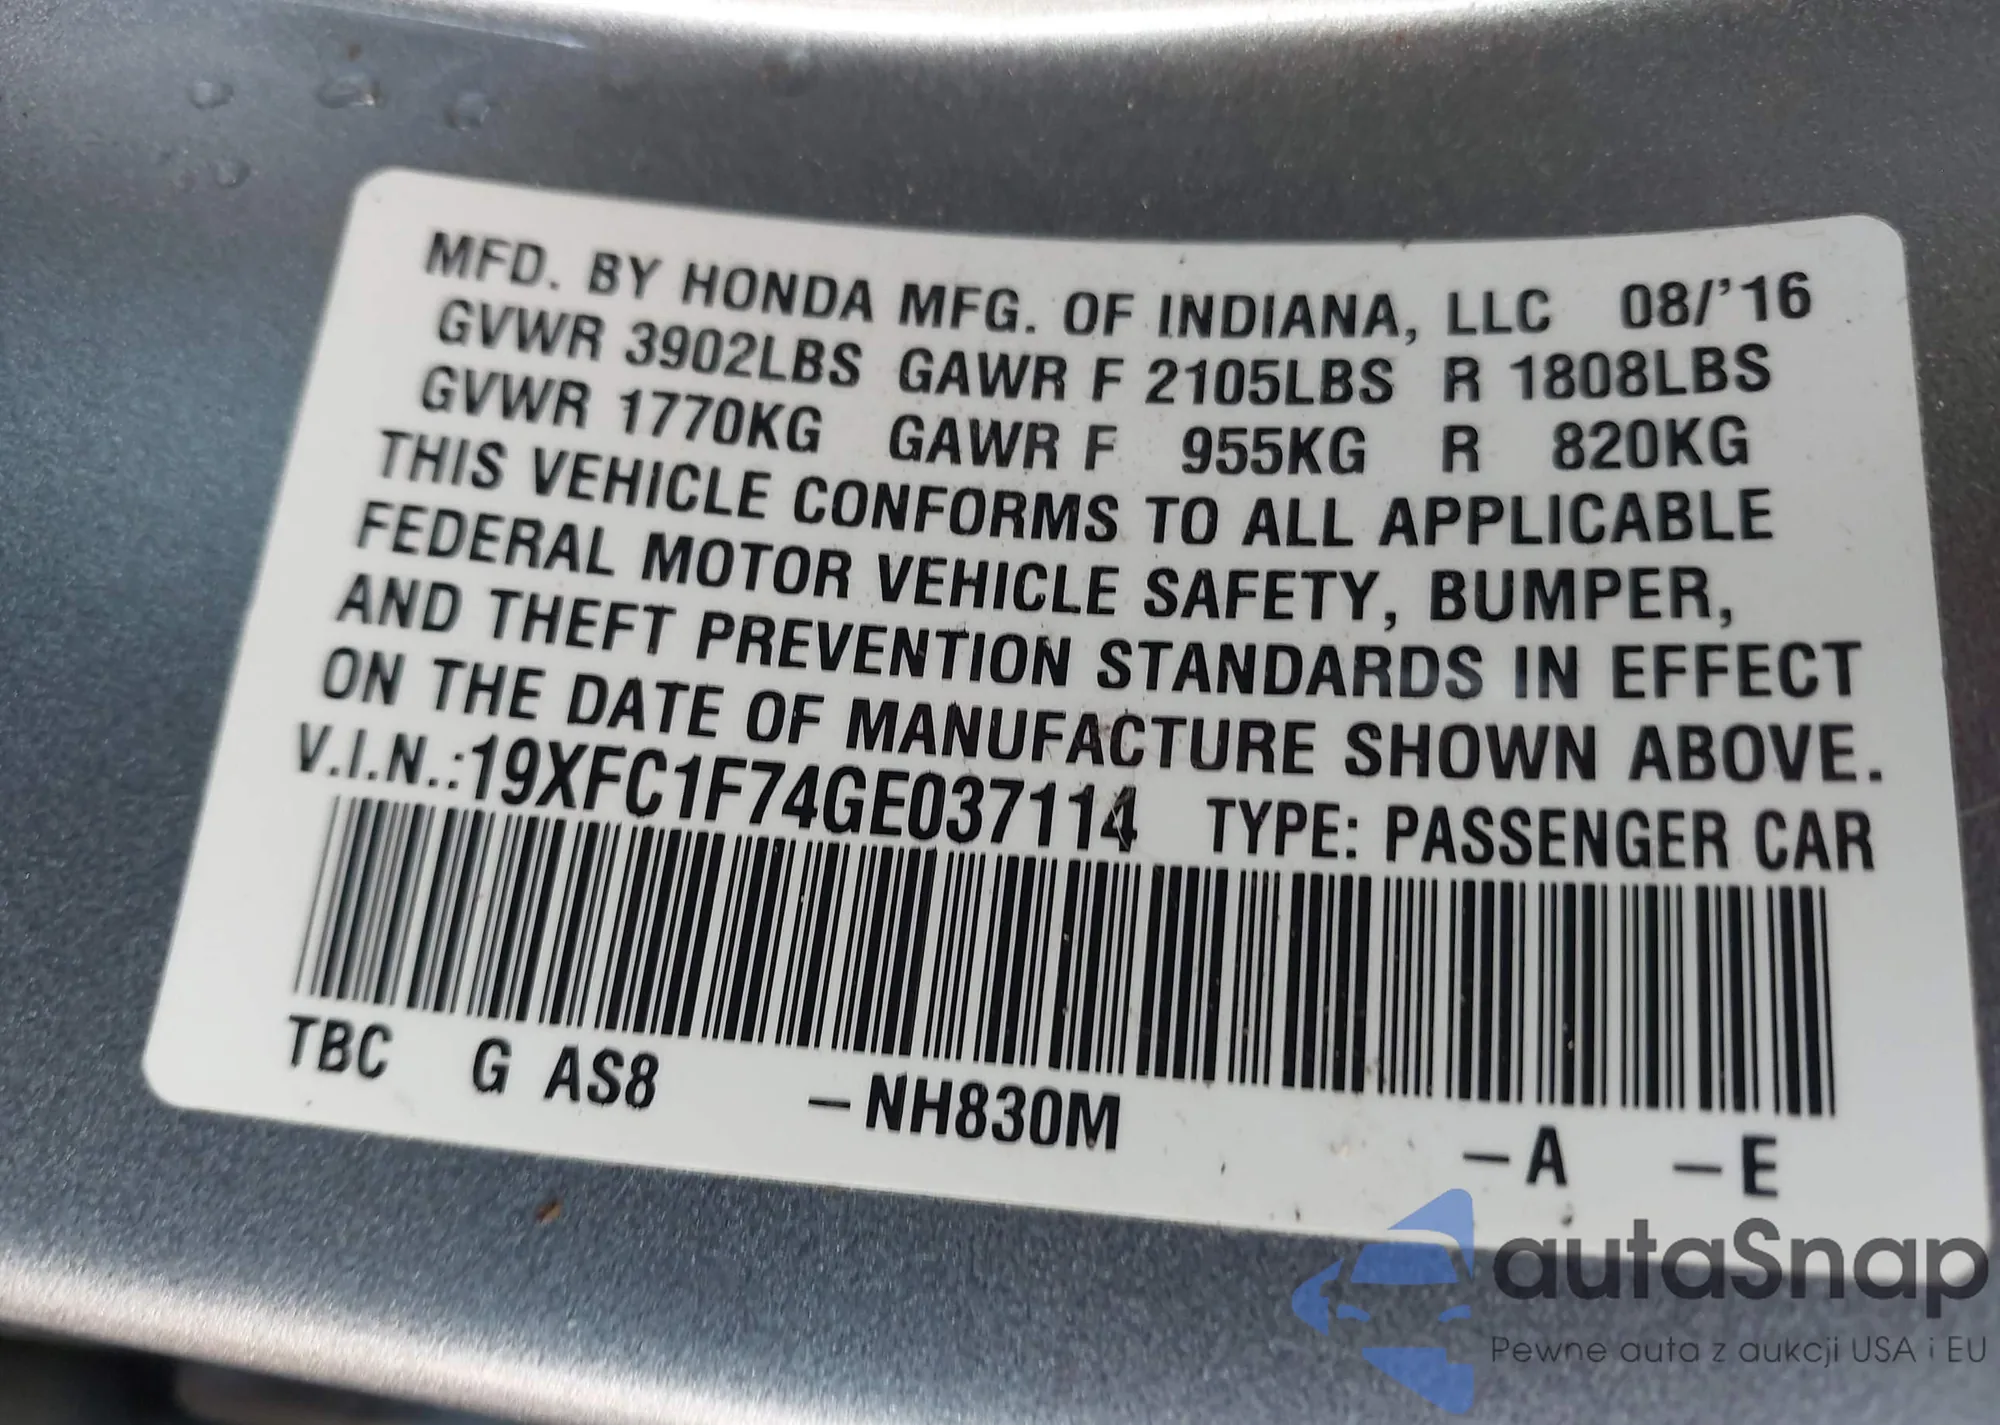 MFD. BY HONDA MFG. OF INDIANA, LLC 08/'16
GVWR 3902LBS GAWR F 2105LBS R 1808LBS
GVWR 1770KG GAWR F 955KG R 820KG
THIS VEHICLE CONFORMS TO ALL APPLICABLE
FEDERAL MOTOR VEHICLE SAFETY, BUMPER,
AND THEFT PREVENTION STANDARDS IN EFFECT
ON THE DATE OF MANUFACTURE SHOWN ABOVE.
V.I.N.:19XFC1F74GE037114 TYPE: PASSENGER CAR
TBC G AS8 –NH830M –A –E
autaSnap
Pewne auta z aukcji USA i EU